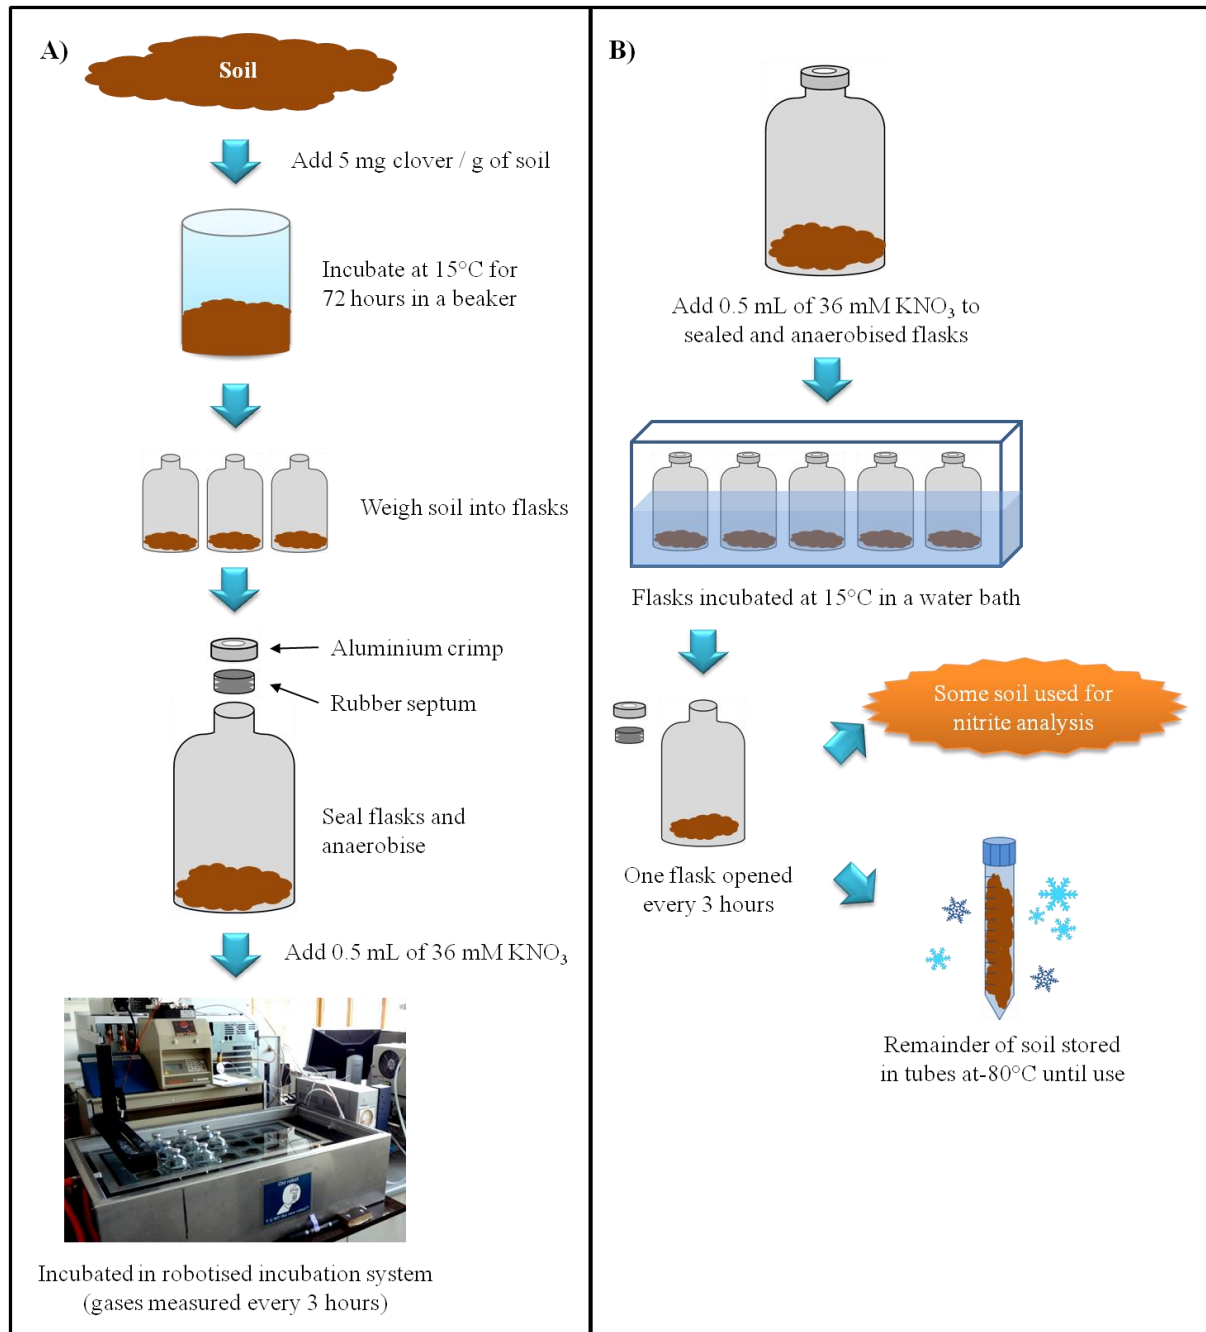 A)
Soil
Add 5 mg clover / g of soil
Incubate at 15°C for
72 hours in a beaker
Weigh soil into flasks
Aluminium crimp
Rubber septum
Seal flasks and
anaerobise
Add 0.5 mL of 36 mM KNO₃
Incubated in robotised incubation system
(gases measured every 3 hours)
B)
Add 0.5 mL of 36 mM KNO₃ to
sealed and anaerobised flasks
Flasks incubated at 15°C in a water bath
One flask opened
every 3 hours
Some soil used for
nitrite analysis
Remainder of soil stored
in tubes at-80°C until use